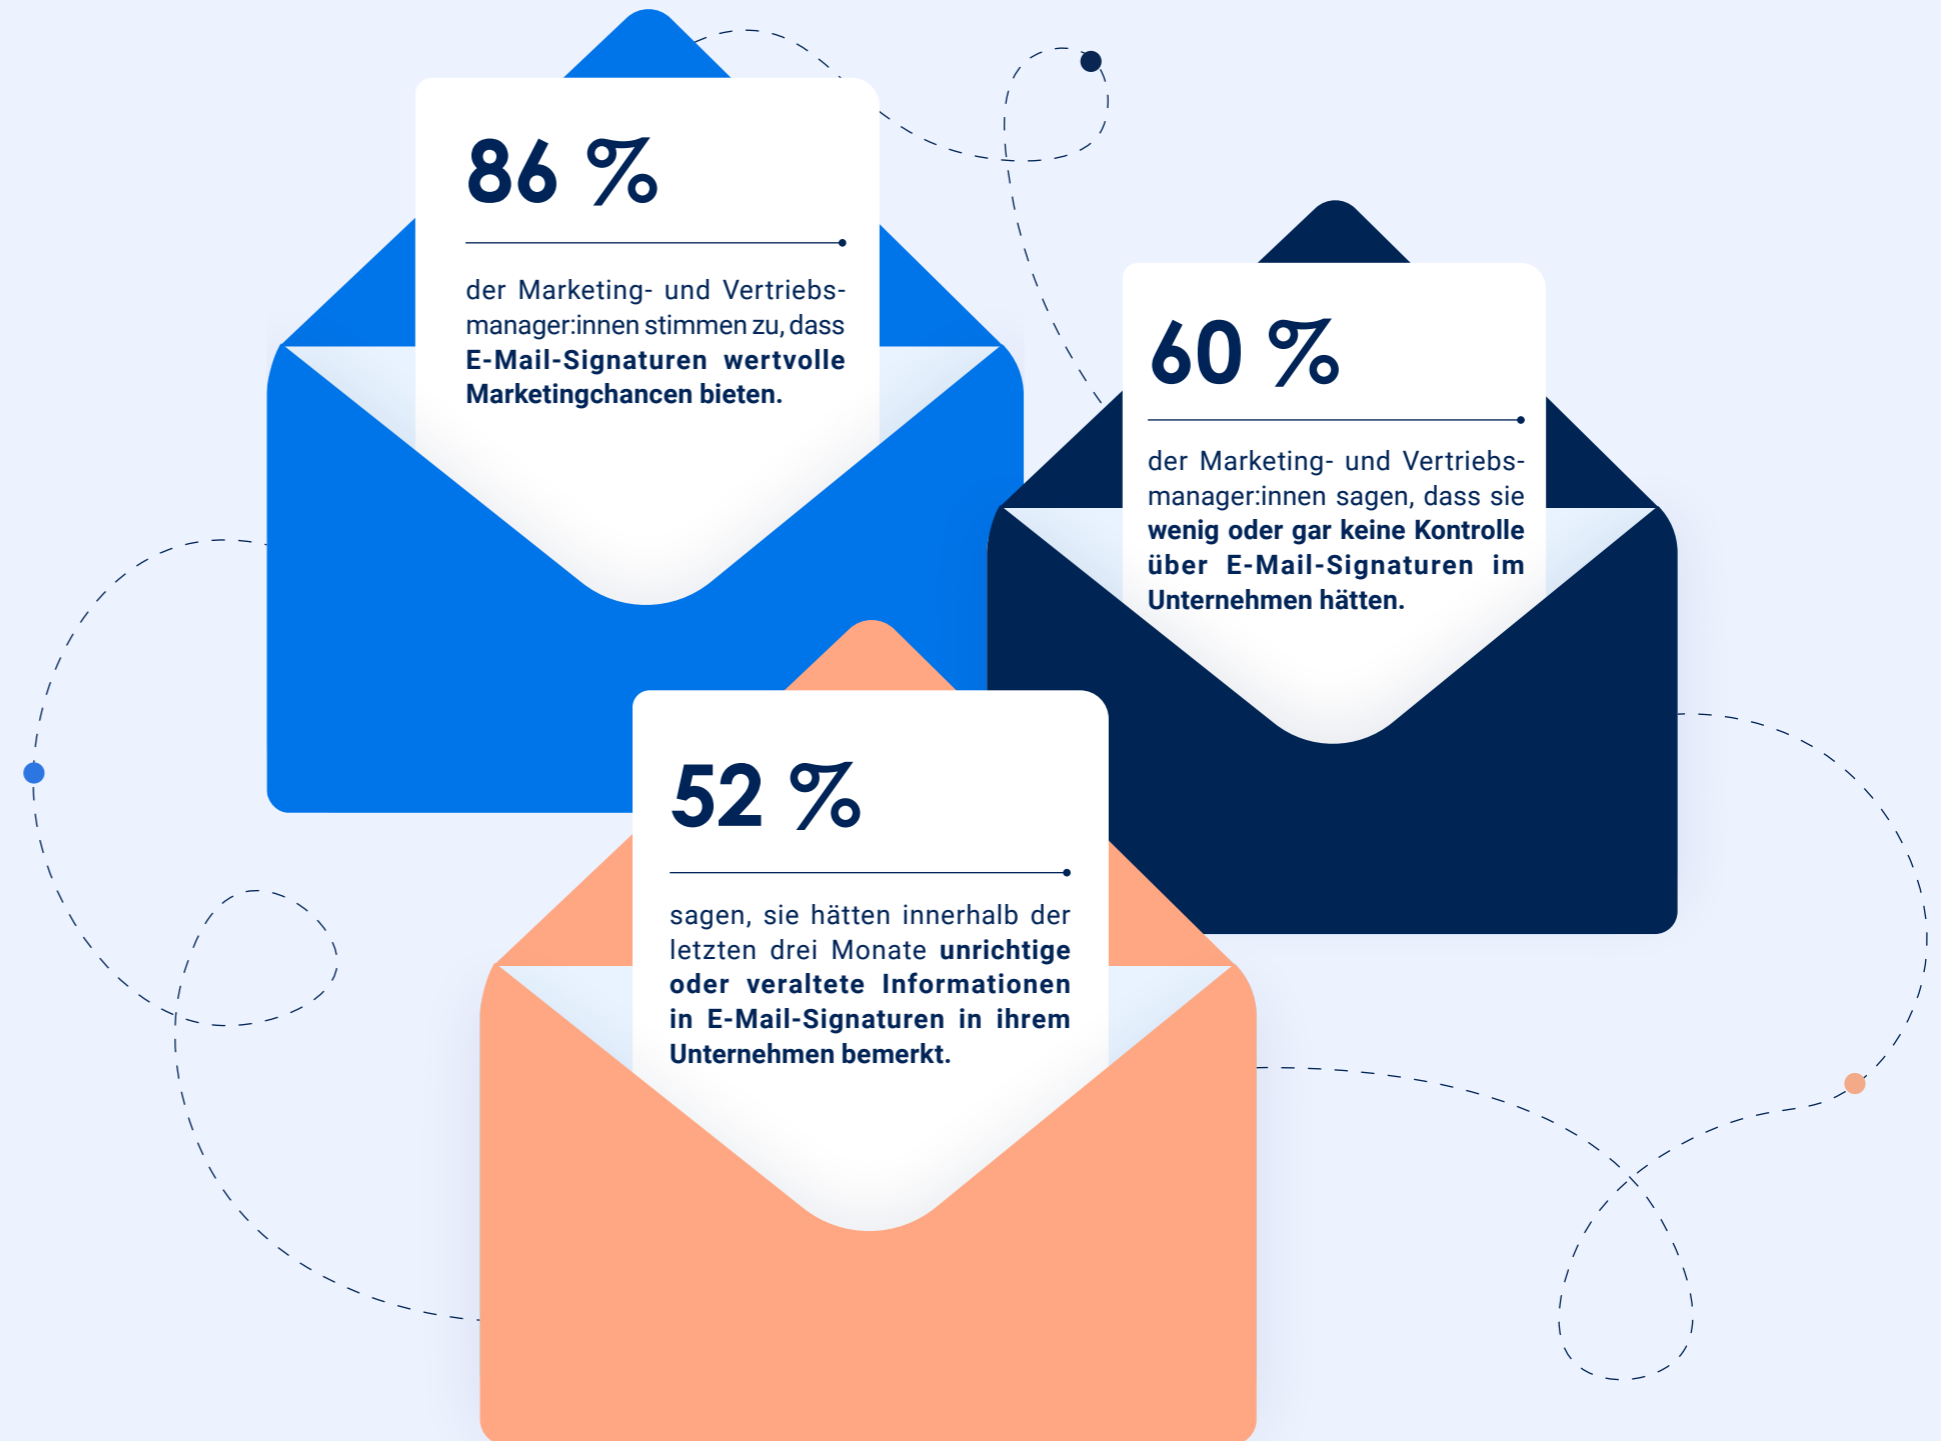 86 %
der Marketing- und Vertriebs-
manager:innen stimmen zu, dass
E-Mail-Signaturen wertvolle
Marketingchancen bieten.
60 %
der Marketing- und Vertriebs-
manager:innen sagen, dass sie
wenig oder gar keine Kontrolle
über E-Mail-Signaturen im
Unternehmen hätten.
52 %
sagen, sie hätten innerhalb der
letzten drei Monate unrichtige
oder veraltete Informationen
in E-Mail-Signaturen in ihrem
Unternehmen bemerkt.